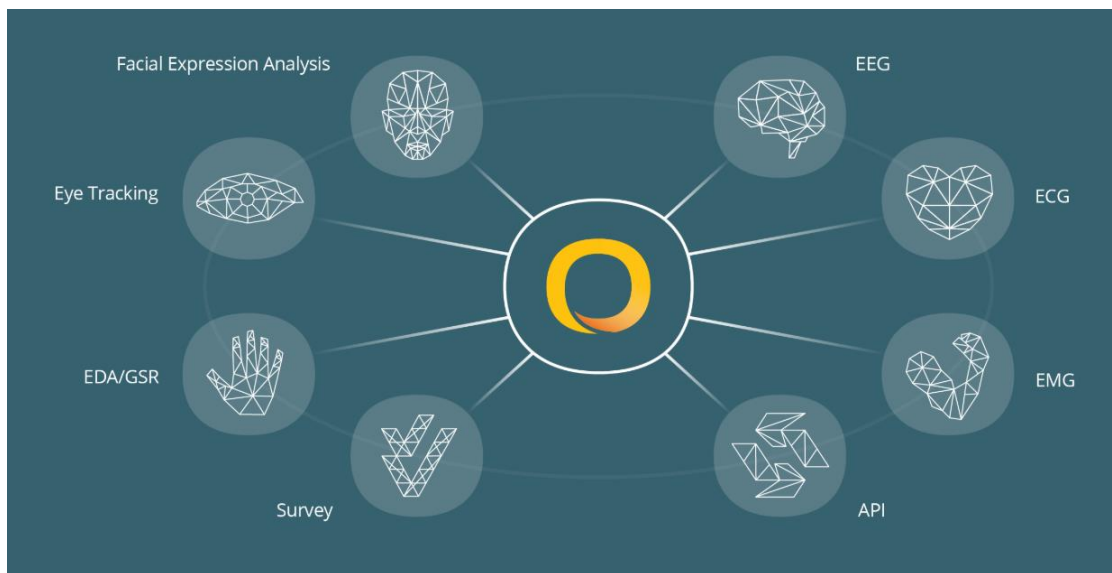 Facial Expression Analysis
EEG
Eye Tracking
ECG
EDA/GSR
EMG
Survey
API